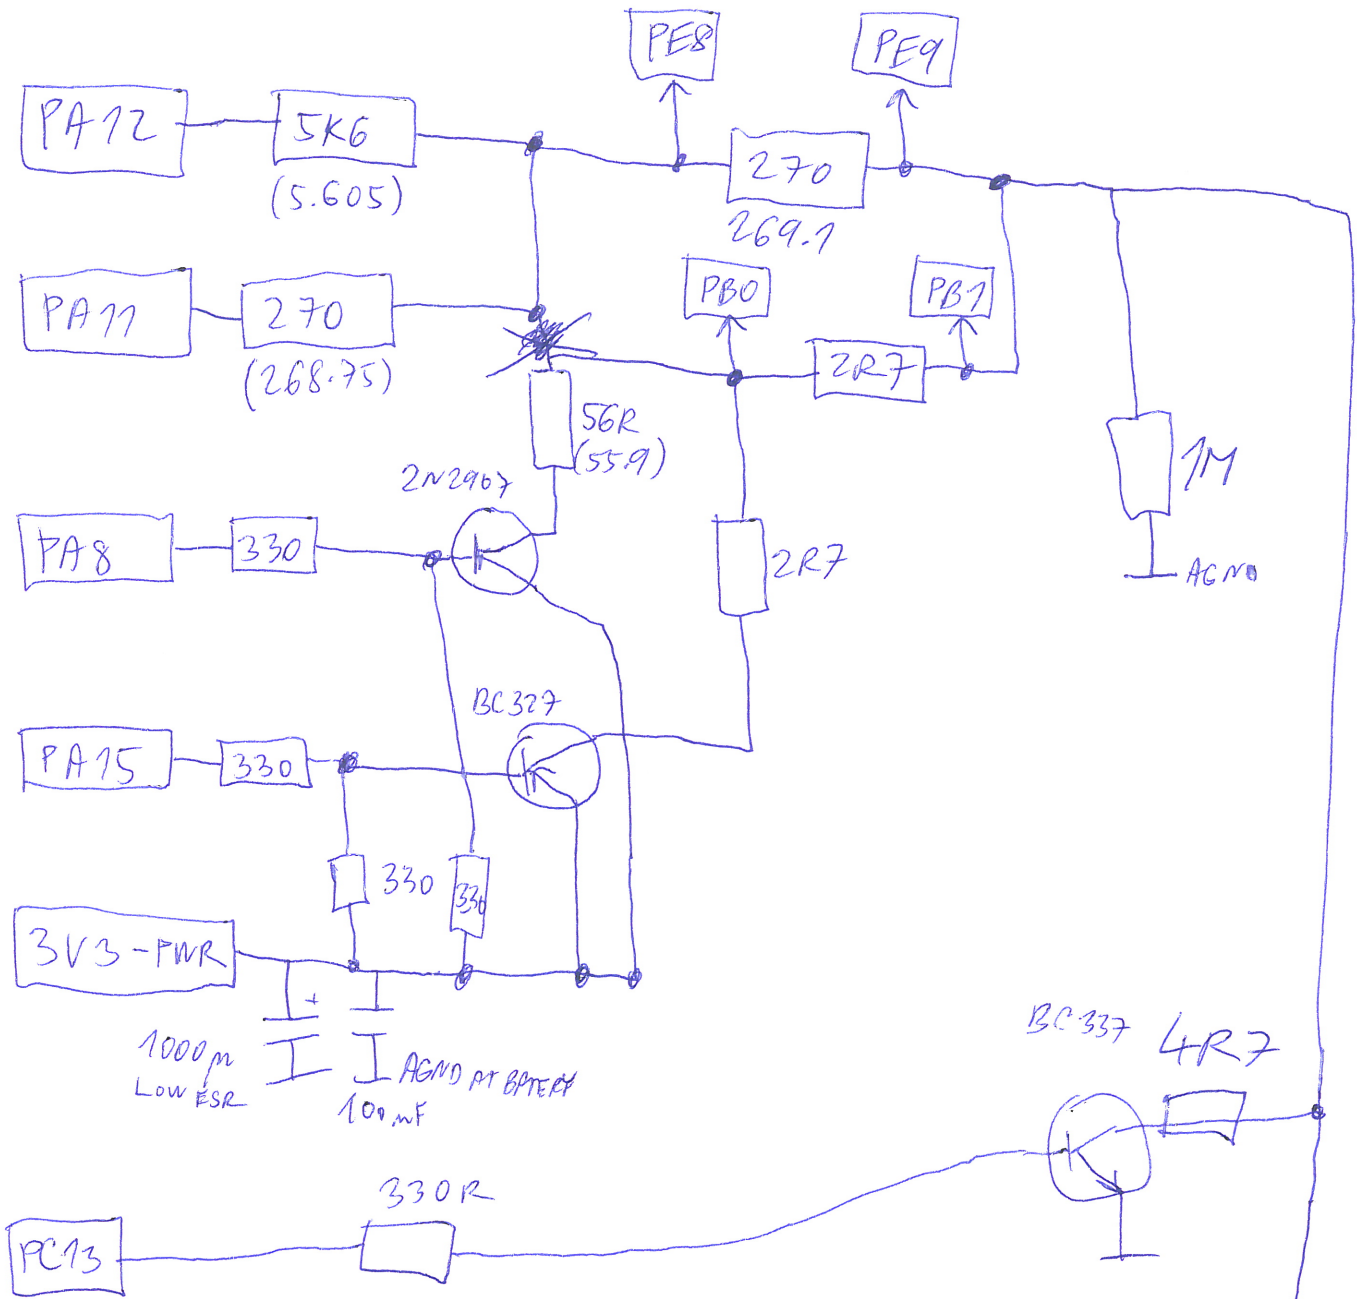 PE8
PE9
PA12
5K6
(5.605)
270
269.1
PA11
270
(268.75)
PB0
PB1
2R7
56R
(55.9)
1M
AGND
2N2907
PA8
330
2R7
BC327
PA15
330
330
330
3V3-PWR
+
1000µ
LOW ESR
AGND AT BATERY
100nF
BC337
4R7
330R
PC13